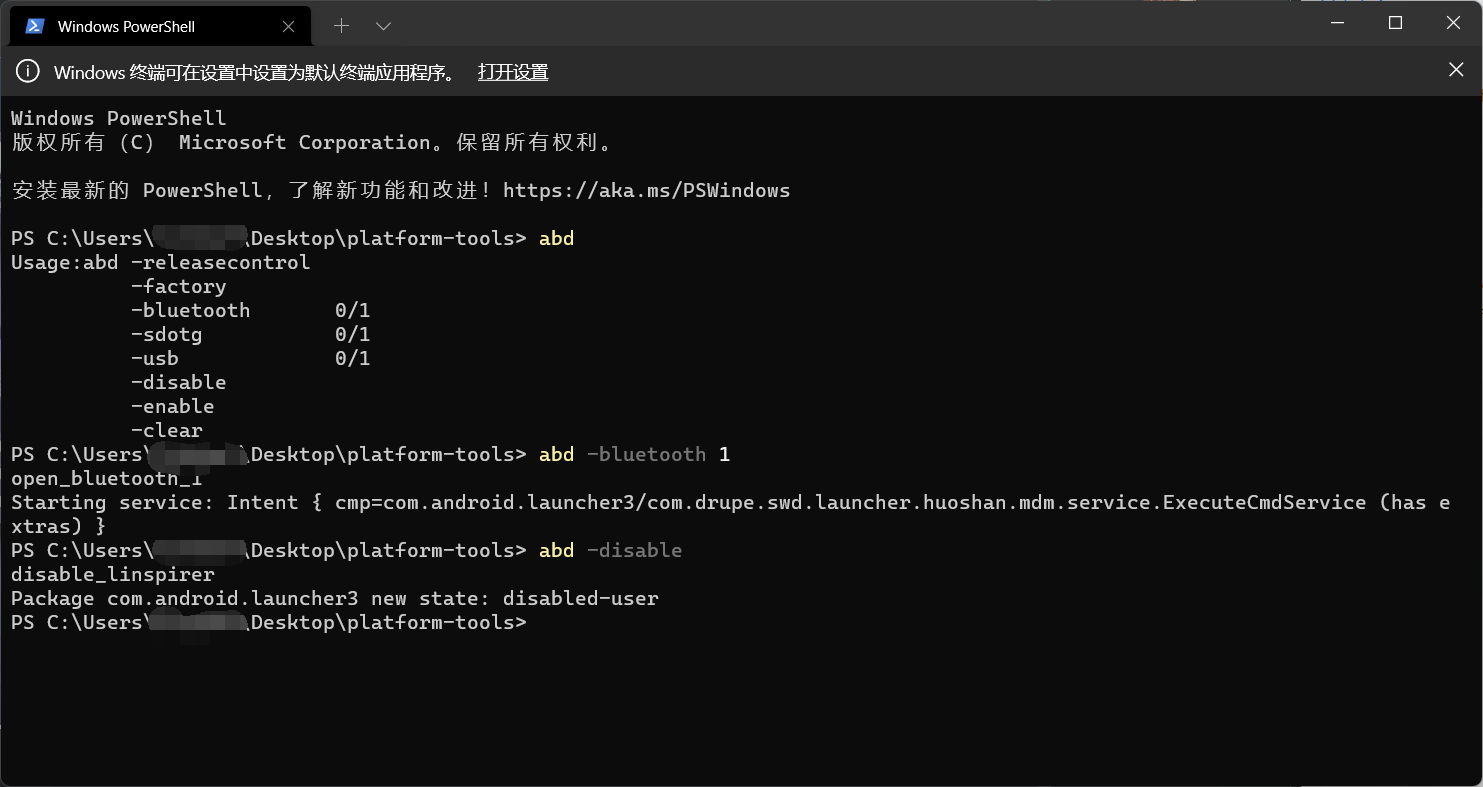 Windows PowerShell
Windows 终端可在设置中设置为默认终端应用程序。 打开设置
Windows PowerShell
版权所有（C） Microsoft Corporation。保留所有权利。
安装最新的 PowerShell，了解新功能和改进！https://aka.ms/PSWindows
PS C:\Users\ \Desktop\platform-tools> abd
Usage:abd -releasecontrol
-factory
-bluetooth 0/1
-sdotg 0/1
-usb 0/1
-disable
-enable
-clear
PS C:\Users\ \Desktop\platform-tools> abd -bluetooth 1
open_bluetooth_1
Starting service: Intent { cmp=com.android.launcher3/com.drupe.swd.launcher.huoshan.mdm.service.ExecuteCmdService (has e
xtras) }
PS C:\Users\ \Desktop\platform-tools> abd -disable
disable_linspirer
Package com.android.launcher3 new state: disabled-user
PS C:\Users\ \Desktop\platform-tools>